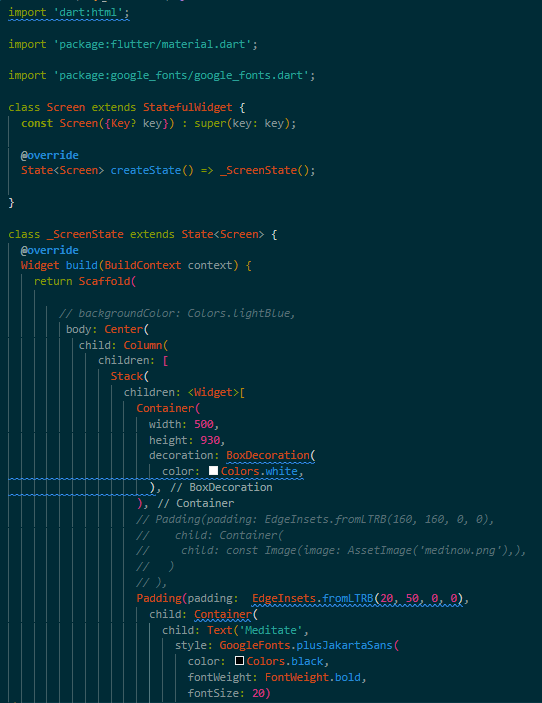 import 'dart:html';
import 'package:flutter/material.dart';
import 'package:google_fonts/google_fonts.dart';
class Screen extends StatefulWidget {
const Screen({Key? key}) : super(key: key);
@override
State<Screen> createState() => _ScreenState();
}
class _ScreenState extends State<Screen> {
@override
Widget build(BuildContext context) {
return Scaffold(
// backgroundColor: Colors.lightBlue,
body: Center(
child: Column(
children: [
Stack(
children: <Widget>[
Container(
width: 500,
height: 930,
decoration: BoxDecoration(
color: Colors.white,
), // BoxDecoration
), // Container
// Padding(padding: EdgeInsets.fromLTRB(160, 160, 0, 0),
//    child: Container(
//     child: const Image(image: AssetImage('medinow.png'),),
//   )
// ),
Padding(padding:  EdgeInsets.fromLTRB(20, 50, 0, 0),
child: Container(
child: Text('Meditate',
style: GoogleFonts.plusJakartaSans(
color: Colors.black,
fontWeight: FontWeight.bold,
fontSize: 20)